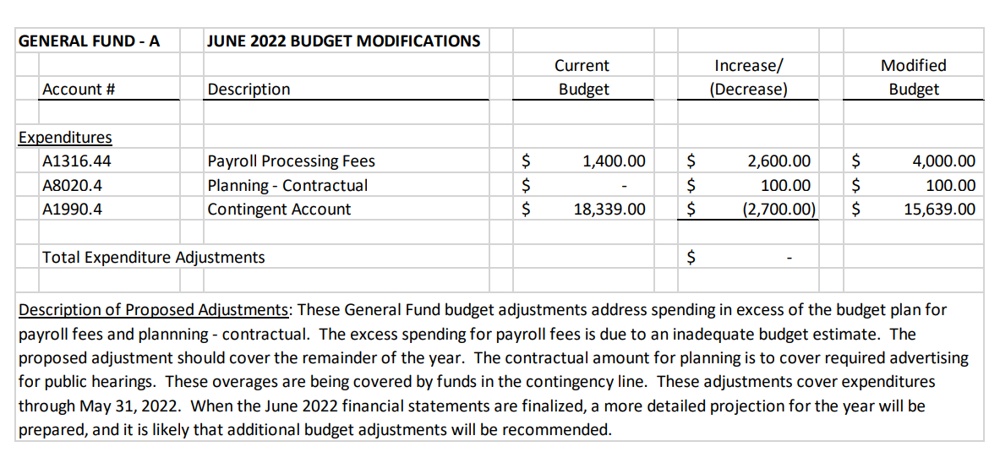 GENERAL FUND - A JUNE 2022 BUDGET MODIFICATIONS
Current Increase/ Modified
Account # Description Budget (Decrease) Budget
Expenditures
A1316.44 Payroll Processing Fees $ 1,400.00 $ 2,600.00 $ 4,000.00
A8020.4 Planning - Contractual $ - $ 100.00 $ 100.00
A1990.4 Contingent Account $ 18,339.00 $ (2,700.00) $ 15,639.00
Total Expenditure Adjustments $ -
Description of Proposed Adjustments: These General Fund budget adjustments address spending in excess of the budget plan for
payroll fees and plannning - contractual. The excess spending for payroll fees is due to an inadequate budget estimate. The
proposed adjustment should cover the remainder of the year. The contractual amount for planning is to cover required advertising
for public hearings. These overages are being covered by funds in the contingency line. These adjustments cover expenditures
through May 31, 2022. When the June 2022 financial statements are finalized, a more detailed projection for the year will be
prepared, and it is likely that additional budget adjustments will be recommended.